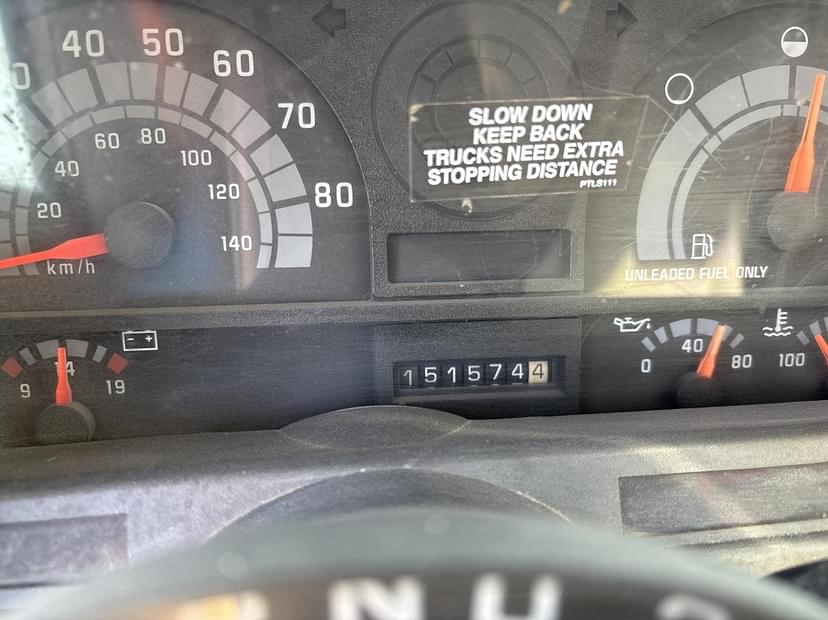 40 50 60 70 80
20 40 60 80 100 120 140
km/h
SLOW DOWN
KEEP BACK
TRUCKS NEED EXTRA
STOPPING DISTANCE
PTLS111
UNLEADED FUEL ONLY
- +
9 14 19
1515744
0 40 80
100
N